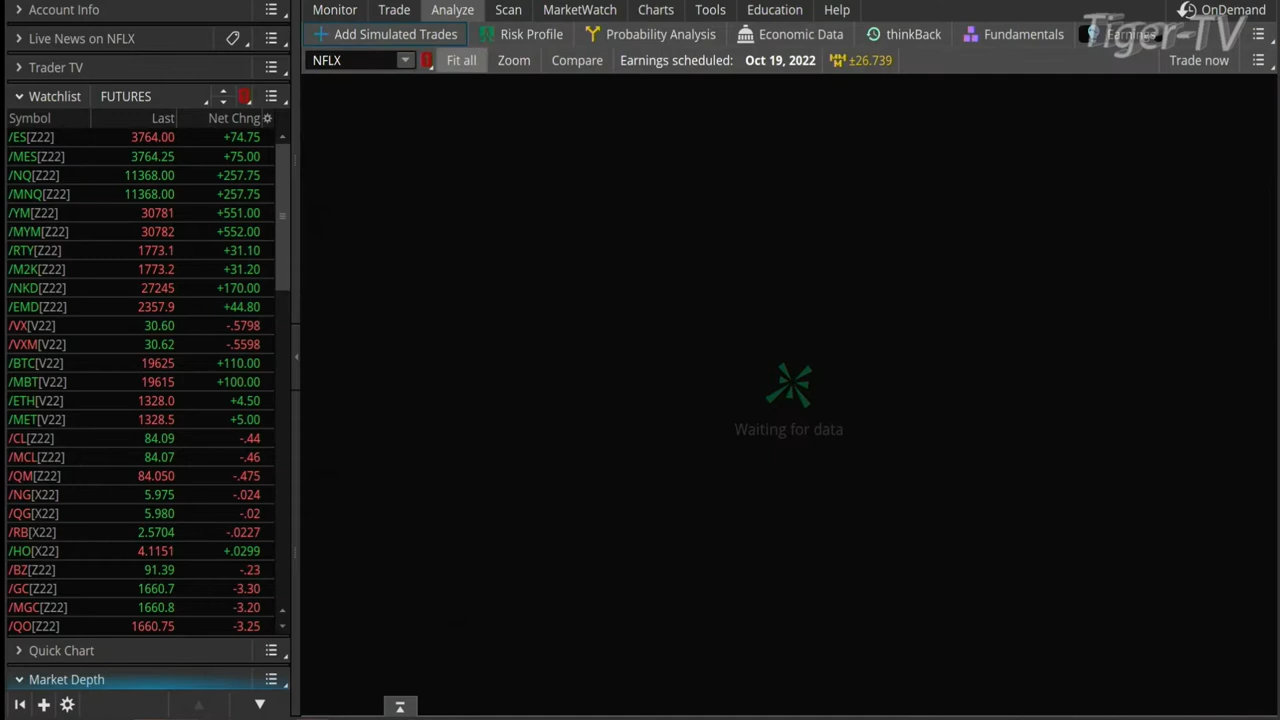 Account Info
Monitor Trade Analyze Scan MarketWatch Charts Tools Education Help OnDemand
Live News on NFLX
Add Simulated Trades Risk Profile Probability Analysis Economic Data thinkBack Fundamentals Earnings
Tiger-TV
Trader TV
NFLX Fit all Zoom Compare Earnings scheduled: Oct 19, 2022 ±26.739 Trade now
Watchlist FUTURES
Symbol Last Net Chng
/ES[Z22] 3764.00 +74.75
/MES[Z22] 3764.25 +75.00
/NQ[Z22] 11368.00 +257.75
/MNQ[Z22] 11368.00 +257.75
/YM[Z22] 30781 +551.00
/MYM[Z22] 30782 +552.00
/RTY[Z22] 1773.1 +31.10
/M2K[Z22] 1773.2 +31.20
/NKD[Z22] 27245 +170.00
/EMD[Z22] 2357.9 +44.80
/VX[V22] 30.60 -.5798
/VXM[V22] 30.62 -.5598
/BTC[V22] 19625 +110.00
/MBT[V22] 19615 +100.00
/ETH[V22] 1328.0 +4.50
/MET[V22] 1328.5 +5.00
/CL[Z22] 84.09 -.44
/MCL[Z22] 84.07 -.46
/QM[Z22] 84.050 -.475
/NG[X22] 5.975 -.024
/QG[X22] 5.980 -.02
/RB[X22] 2.5704 -.0227
/HO[X22] 4.1151 +.0299
/BZ[Z22] 91.39 -.23
/GC[Z22] 1660.7 -3.30
/MGC[Z22] 1660.8 -3.20
/QO[Z22] 1660.75 -3.25
Waiting for data
Quick Chart
Market Depth